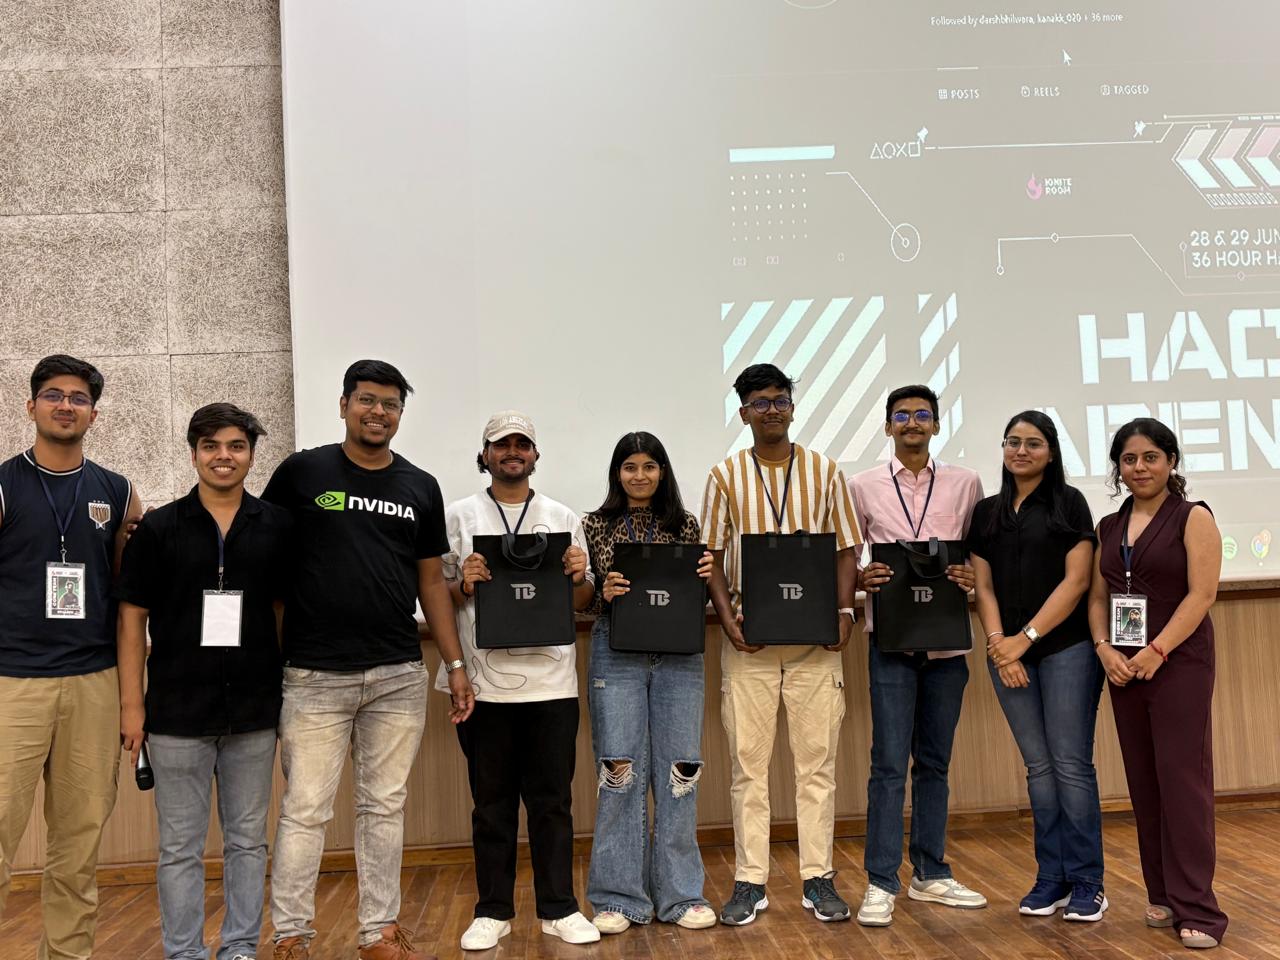 Followed by darshbhilwara, kanakk_020 + 36 more
POSTS
REELS
TAGGED
IGNITE
ROOM
28 & 29 JUN
36 HOUR HA
HAC
AREN
NVIDIA
TB
TB
TB
TB